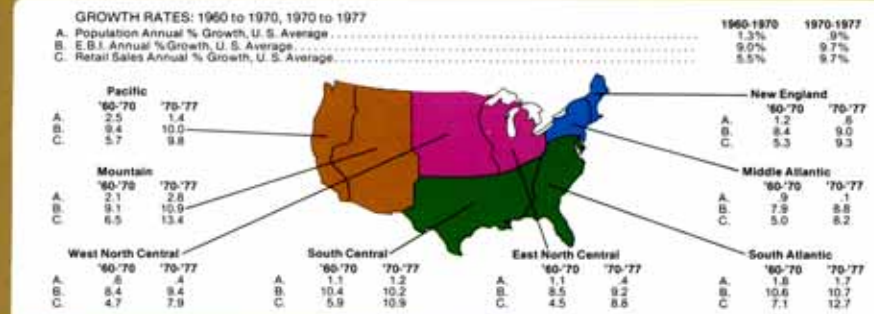 GROWTH RATES: 1960 to 1970, 1970 to 1977
1960-1970 1970-1977
A. Population Annual % Growth, U. S. Average 1.3% .9%
B. E.B.I. Annual % Growth, U. S. Average 9.0% 9.7%
C. Retail Sales Annual % Growth, U. S. Average 5.5% 9.7%
Pacific
'60-'70 '70-'77
A. 2.5 1.4
B. 9.4 10.0
C. 5.7 9.8
New England
'60-'70 '70-'77
A. 1.2 .6
B. 8.4 9.0
C. 5.3 9.3
Mountain
'60-'70 '70-'77
A. 2.1 2.8
B. 9.1 10.9
C. 6.5 13.4
Middle Atlantic
'60-'70 '70-'77
A. .9 .1
B. 7.9 8.8
C. 5.0 8.2
West North Central
'60-'70 '70-'77
A. .6 .4
B. 8.4 9.4
C. 4.7 7.9
South Central
'60-'70 '70-'77
A. 1.1 1.2
B. 10.4 10.2
C. 5.9 10.9
East North Central
'60-'70 '70-'77
A. 1.1 .4
B. 8.5 9.2
C. 4.5 8.8
South Atlantic
'60-'70 '70-'77
A. 1.8 1.7
B. 10.6 10.7
C. 7.1 12.7